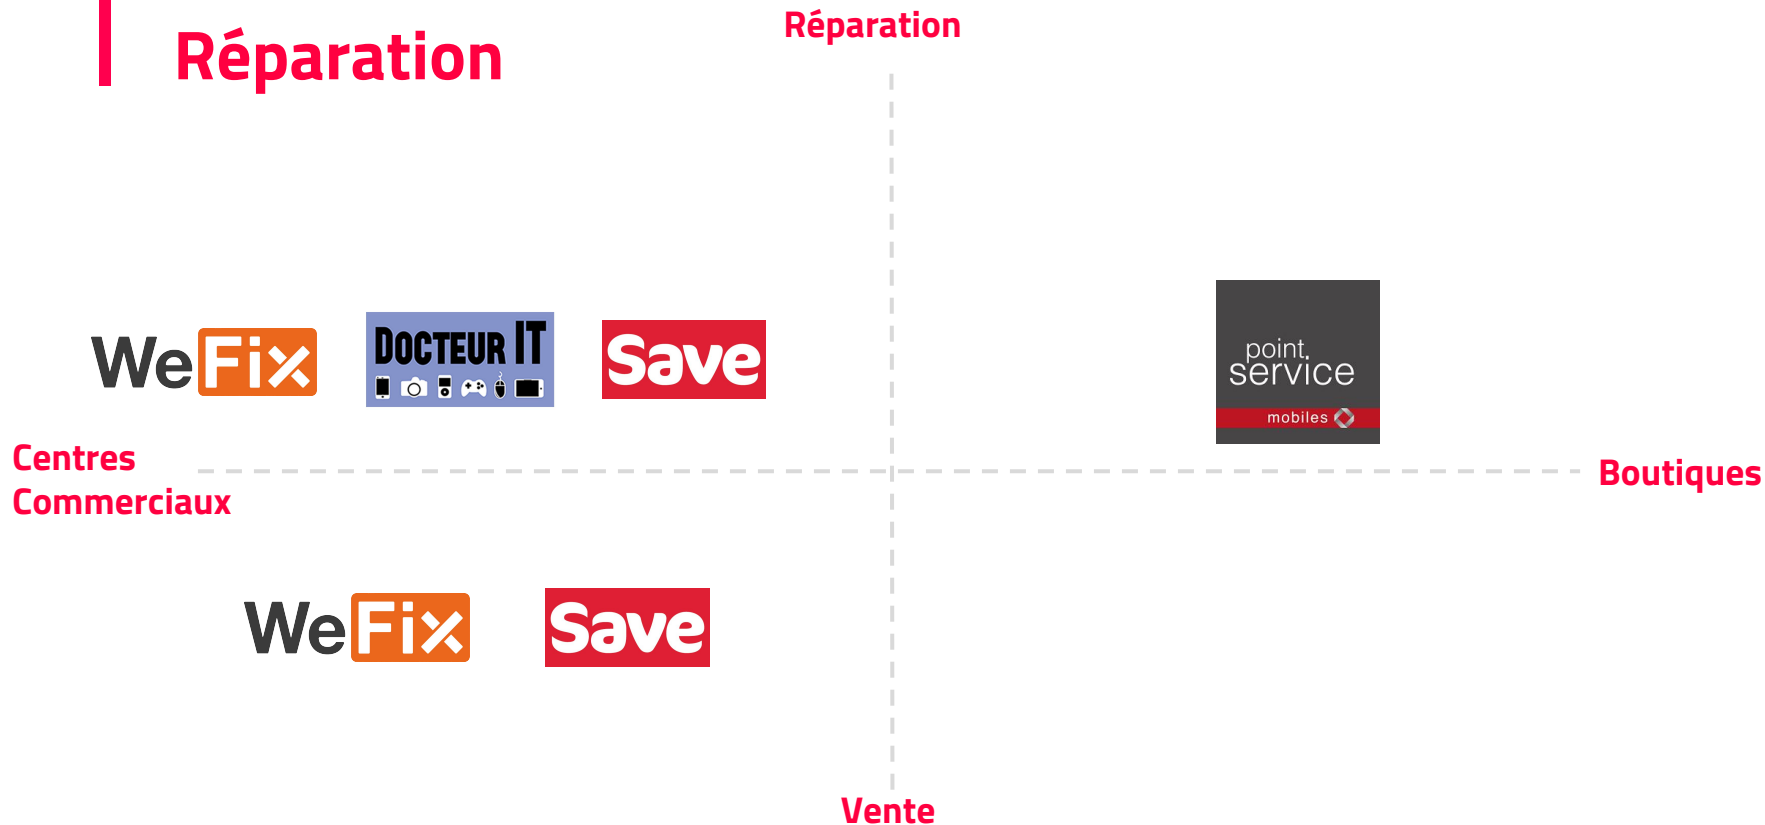 Réparation
Réparation
WeFix
DOCTEUR IT
Save
point.
service
mobiles
Centres
Commerciaux
Boutiques
WeFix
Save
Vente